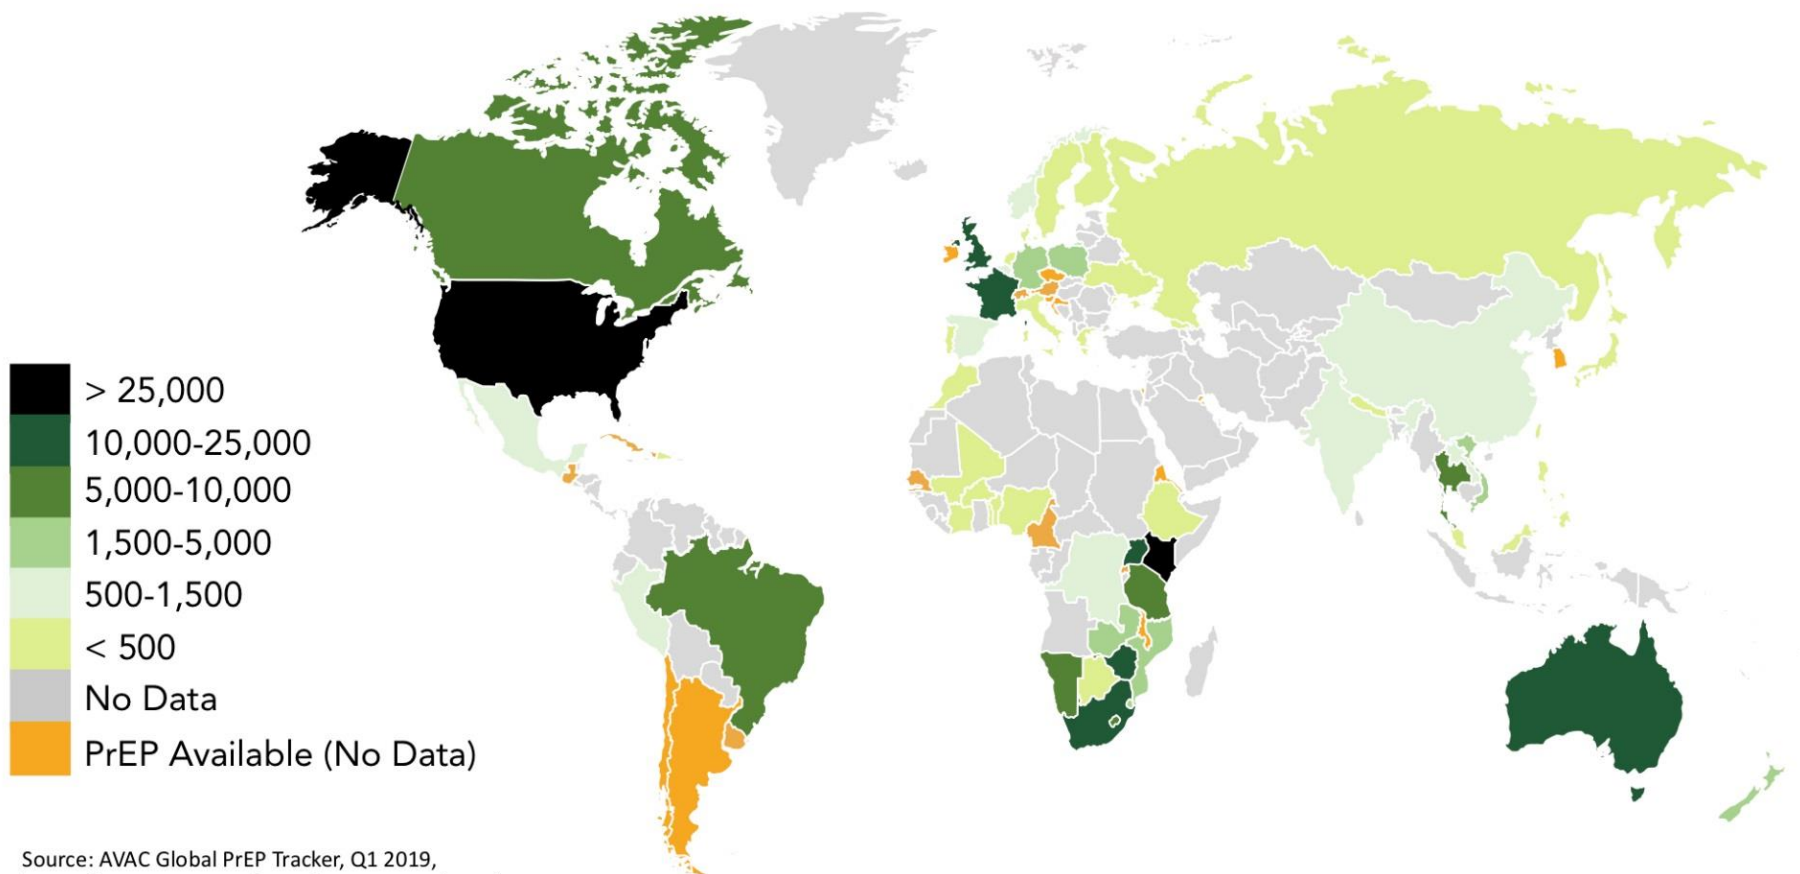 > 25,000
10,000-25,000
5,000-10,000
1,500-5,000
500-1,500
< 500
No Data
PrEP Available (No Data)
Source: AVAC Global PrEP Tracker, Q1 2019,